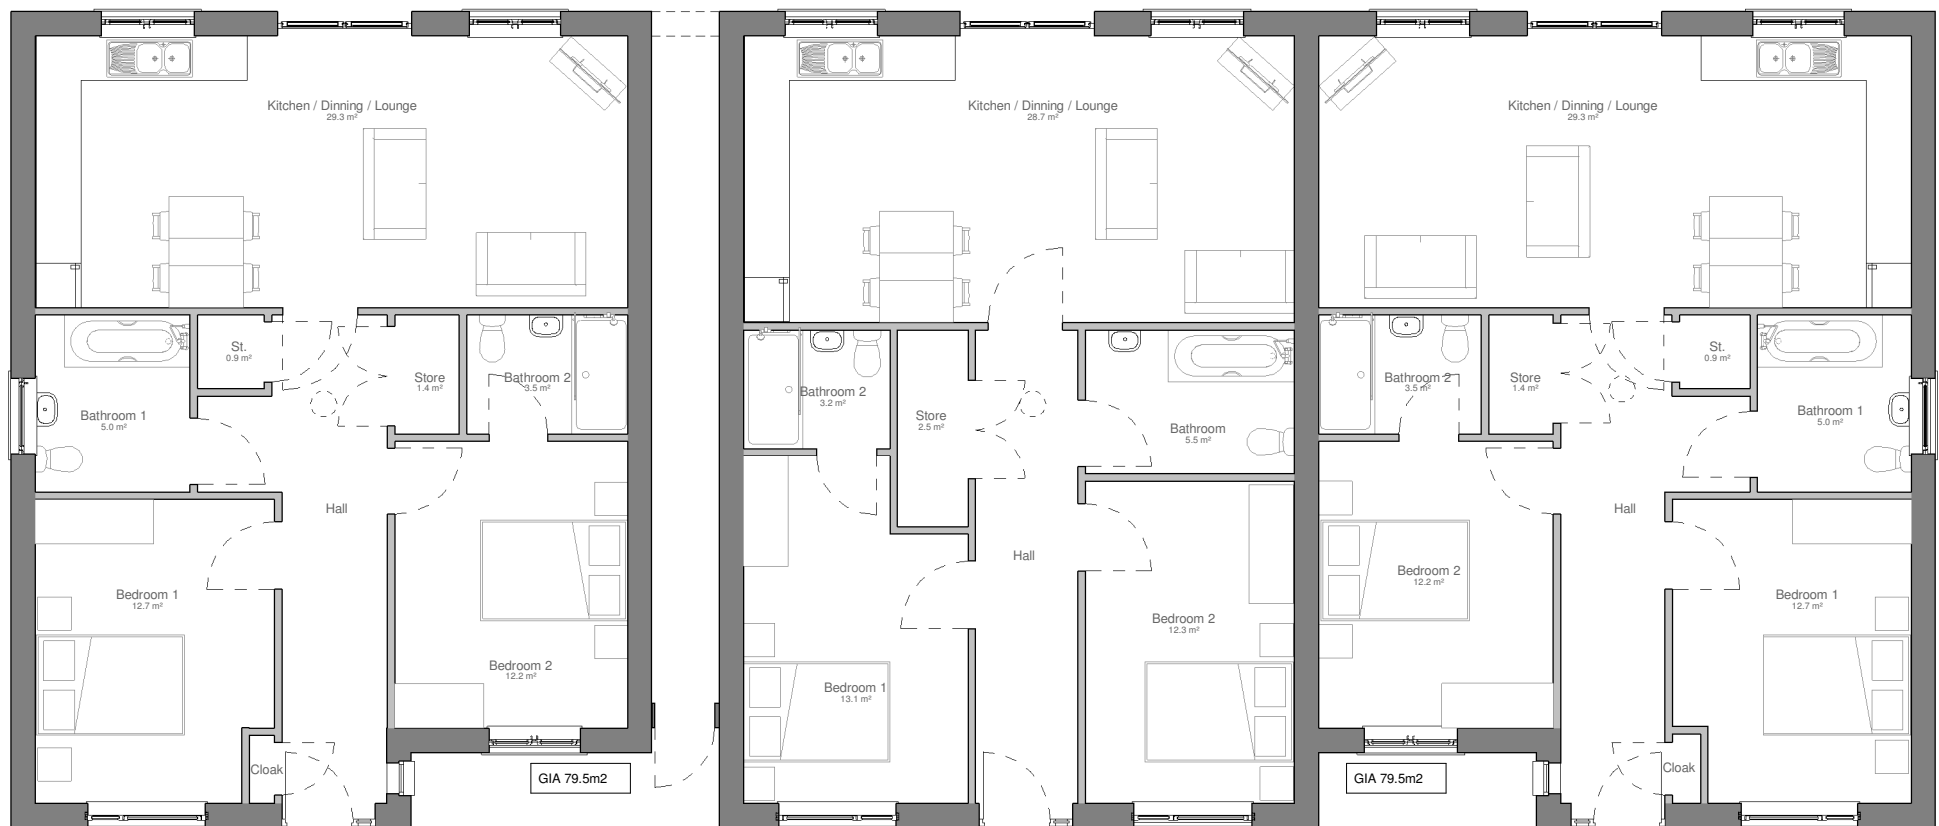 Kitchen / Dinning / Lounge
29.3 m²
St.
0.9 m²
Store
1.4 m²
Bathroom 2
3.5 m²
Bathroom 1
5.0 m²
Hall
Bedroom 1
12.7 m²
Bedroom 2
12.2 m²
Cloak
GIA 79.5m2
Kitchen / Dinning / Lounge
28.7 m²
Bathroom 2
3.2 m²
Store
2.5 m²
Bathroom
5.5 m²
Hall
Bedroom 2
12.3 m²
Bedroom 1
13.1 m²
Kitchen / Dinning / Lounge
29.3 m²
St.
0.9 m²
Bathroom 2
3.5 m²
Store
1.4 m²
Bathroom 1
5.0 m²
Hall
Bedroom 2
12.2 m²
Bedroom 1
12.7 m²
Cloak
GIA 79.5m2